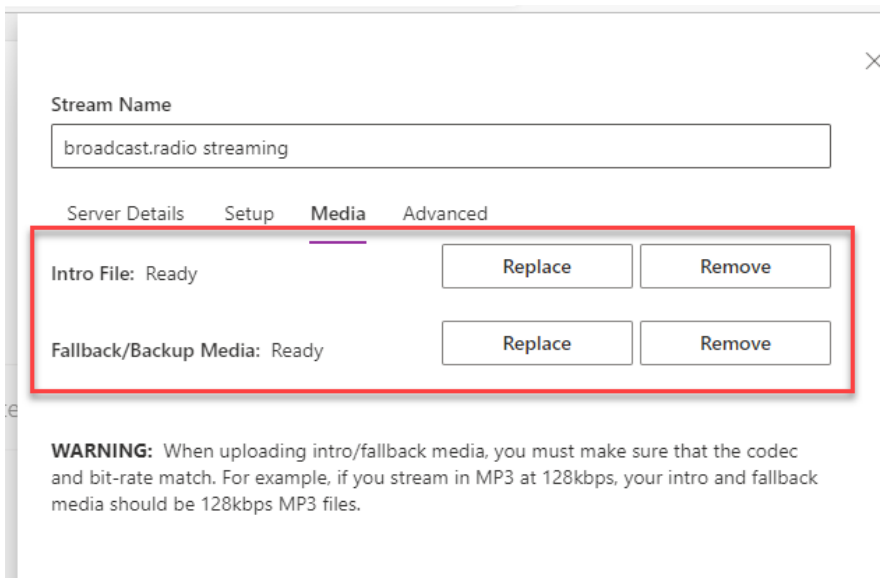 Stream Name
broadcast.radio streaming
Server Details Setup Media Advanced
Intro File: Ready Replace Remove
Fallback/Backup Media: Ready Replace Remove
WARNING: When uploading intro/fallback media, you must make sure that the codec
and bit-rate match. For example, if you stream in MP3 at 128kbps, your intro and fallback
media should be 128kbps MP3 files.